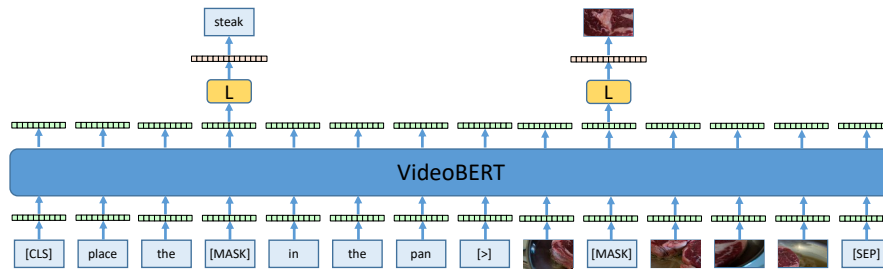 steak
L
L
VideoBERT
[CLS] place the [MASK] in the pan [>] [MASK] [SEP]